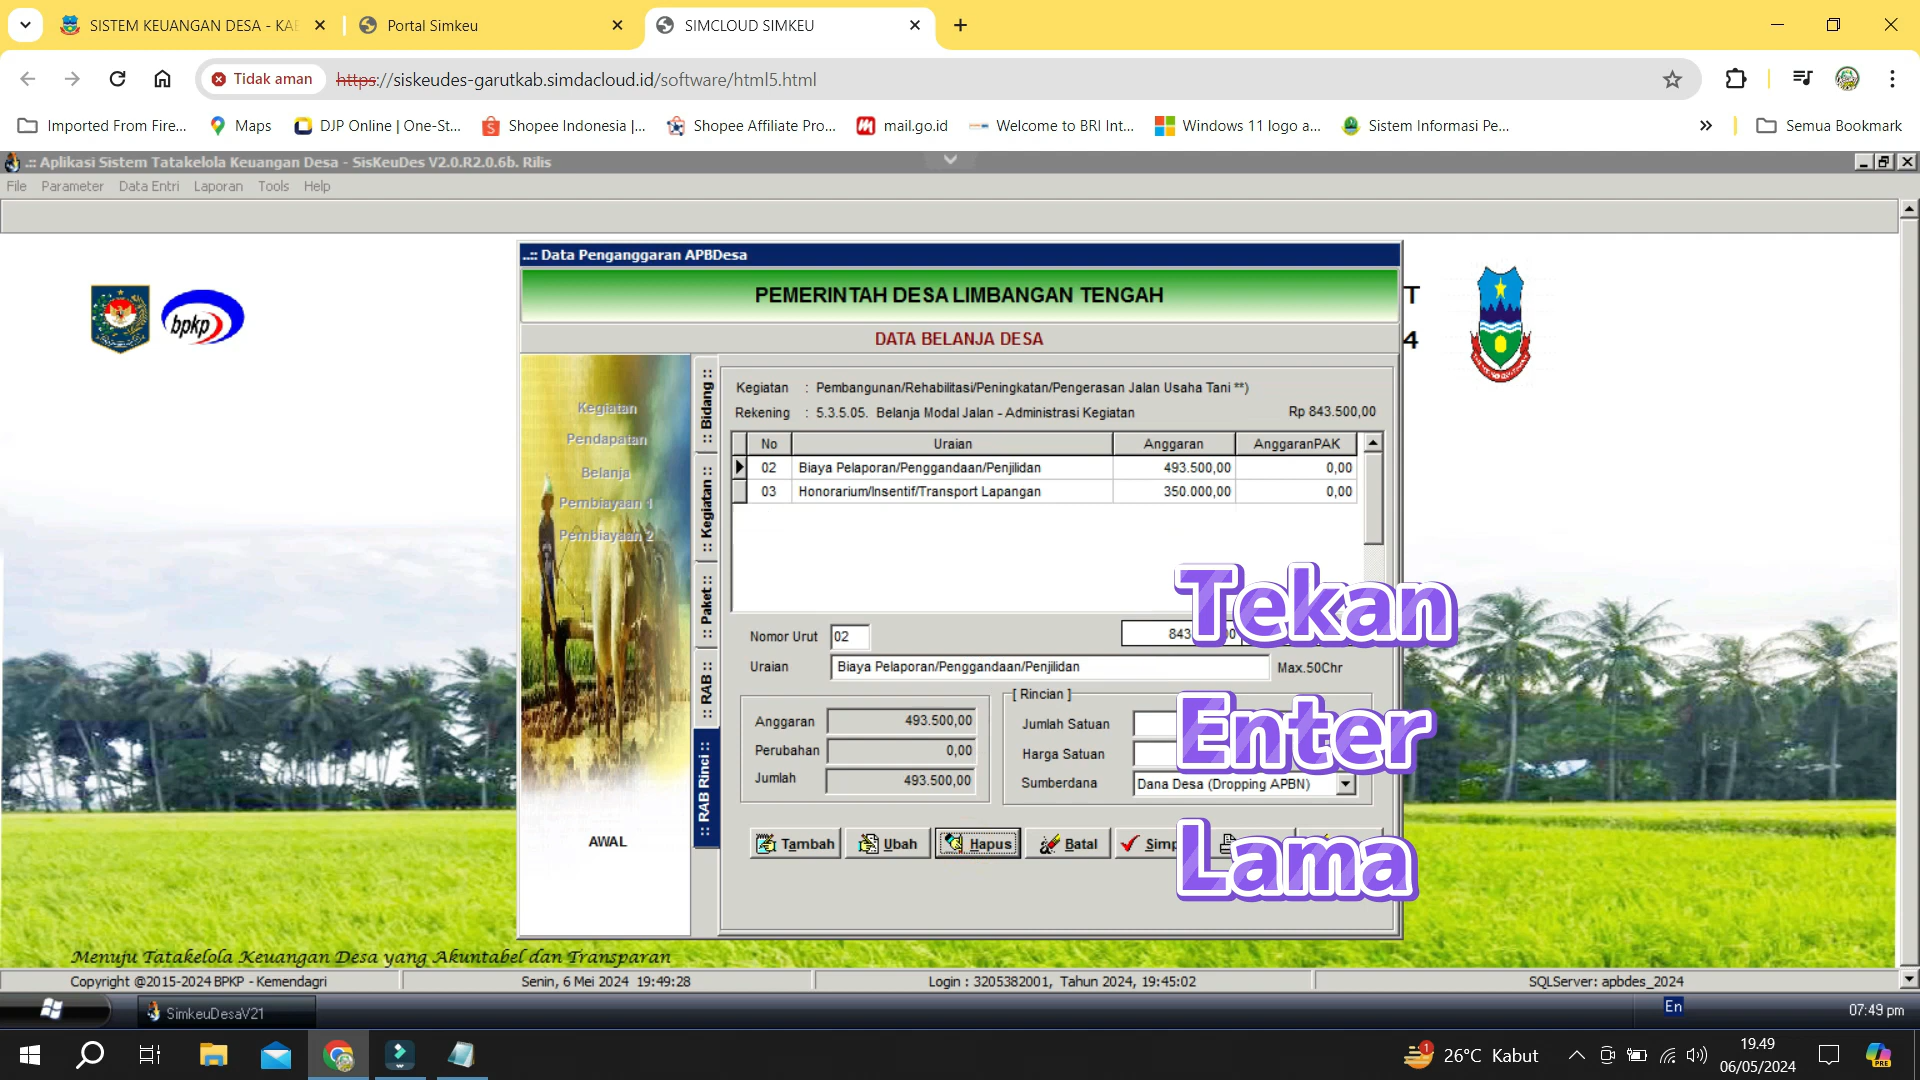 SISTEM KEUANGAN DESA - KAB
Portal Simkeu
SIMCLOUD SIMKEU
Tidak aman
https://siskeudes-garutkab.simdacloud.id/software/html5.html
Imported From Fire...
Maps
DJP Online | One-St...
Shopee Indonesia |...
Shopee Affiliate Pro...
mail.go.id
Welcome to BRI Int...
Windows 11 logo a...
Sistem Informasi Pe...
Semua Bookmark
.:: Aplikasi Sistem Tatakelola Keuangan Desa - SisKeuDes V2.0.R2.0.6b. Rilis
File Parameter Data Entri Laporan Tools Help
..:: Data Penganggaran APBDesa
bpkp
PEMERINTAH DESA LIMBANGAN TENGAH
T
DATA BELANJA DESA
4
Kegiatan
Pendapatan
Belanja
Pembiayaan 1
Pembiayaan 2
AWAL
:: Bidang ::
:: Kegiatan ::
:: Paket ::
:: RAB ::
:: RAB Rinci ::
Kegiatan : Pembangunan/Rehabilitasi/Peningkatan/Pengerasan Jalan Usaha Tani **)
Rekening : 5.3.5.05. Belanja Modal Jalan - Administrasi Kegiatan Rp 843.500,00
No Uraian Anggaran AnggaranPAK
02 Biaya Pelaporan/Penggandaan/Penjilidan 493.500,00 0,00
03 Honorarium/Insentif/Transport Lapangan 350.000,00 0,00
Tekan
Enter
Lama
Nomor Urut 02 843
Uraian Biaya Pelaporan/Penggandaan/Penjilidan Max.50Chr
Anggaran 493.500,00
Perubahan 0,00
Jumlah 493.500,00
[ Rincian ]
Jumlah Satuan
Harga Satuan
Sumberdana Dana Desa (Dropping APBN)
Tambah Ubah Hapus Batal Simp
Menuju Tatakelola Keuangan Desa yang Akuntabel dan Transparan
Copyright @2015-2024 BPKP - Kemendagri
Senin, 6 Mei 2024 19:49:28
Login : 3205382001, Tahun 2024, 19:45:02
SQLServer: apbdes_2024
SimkeuDesaV21
En
07:49 pm
1
26°C Kabut
19.49
06/05/2024
PRE